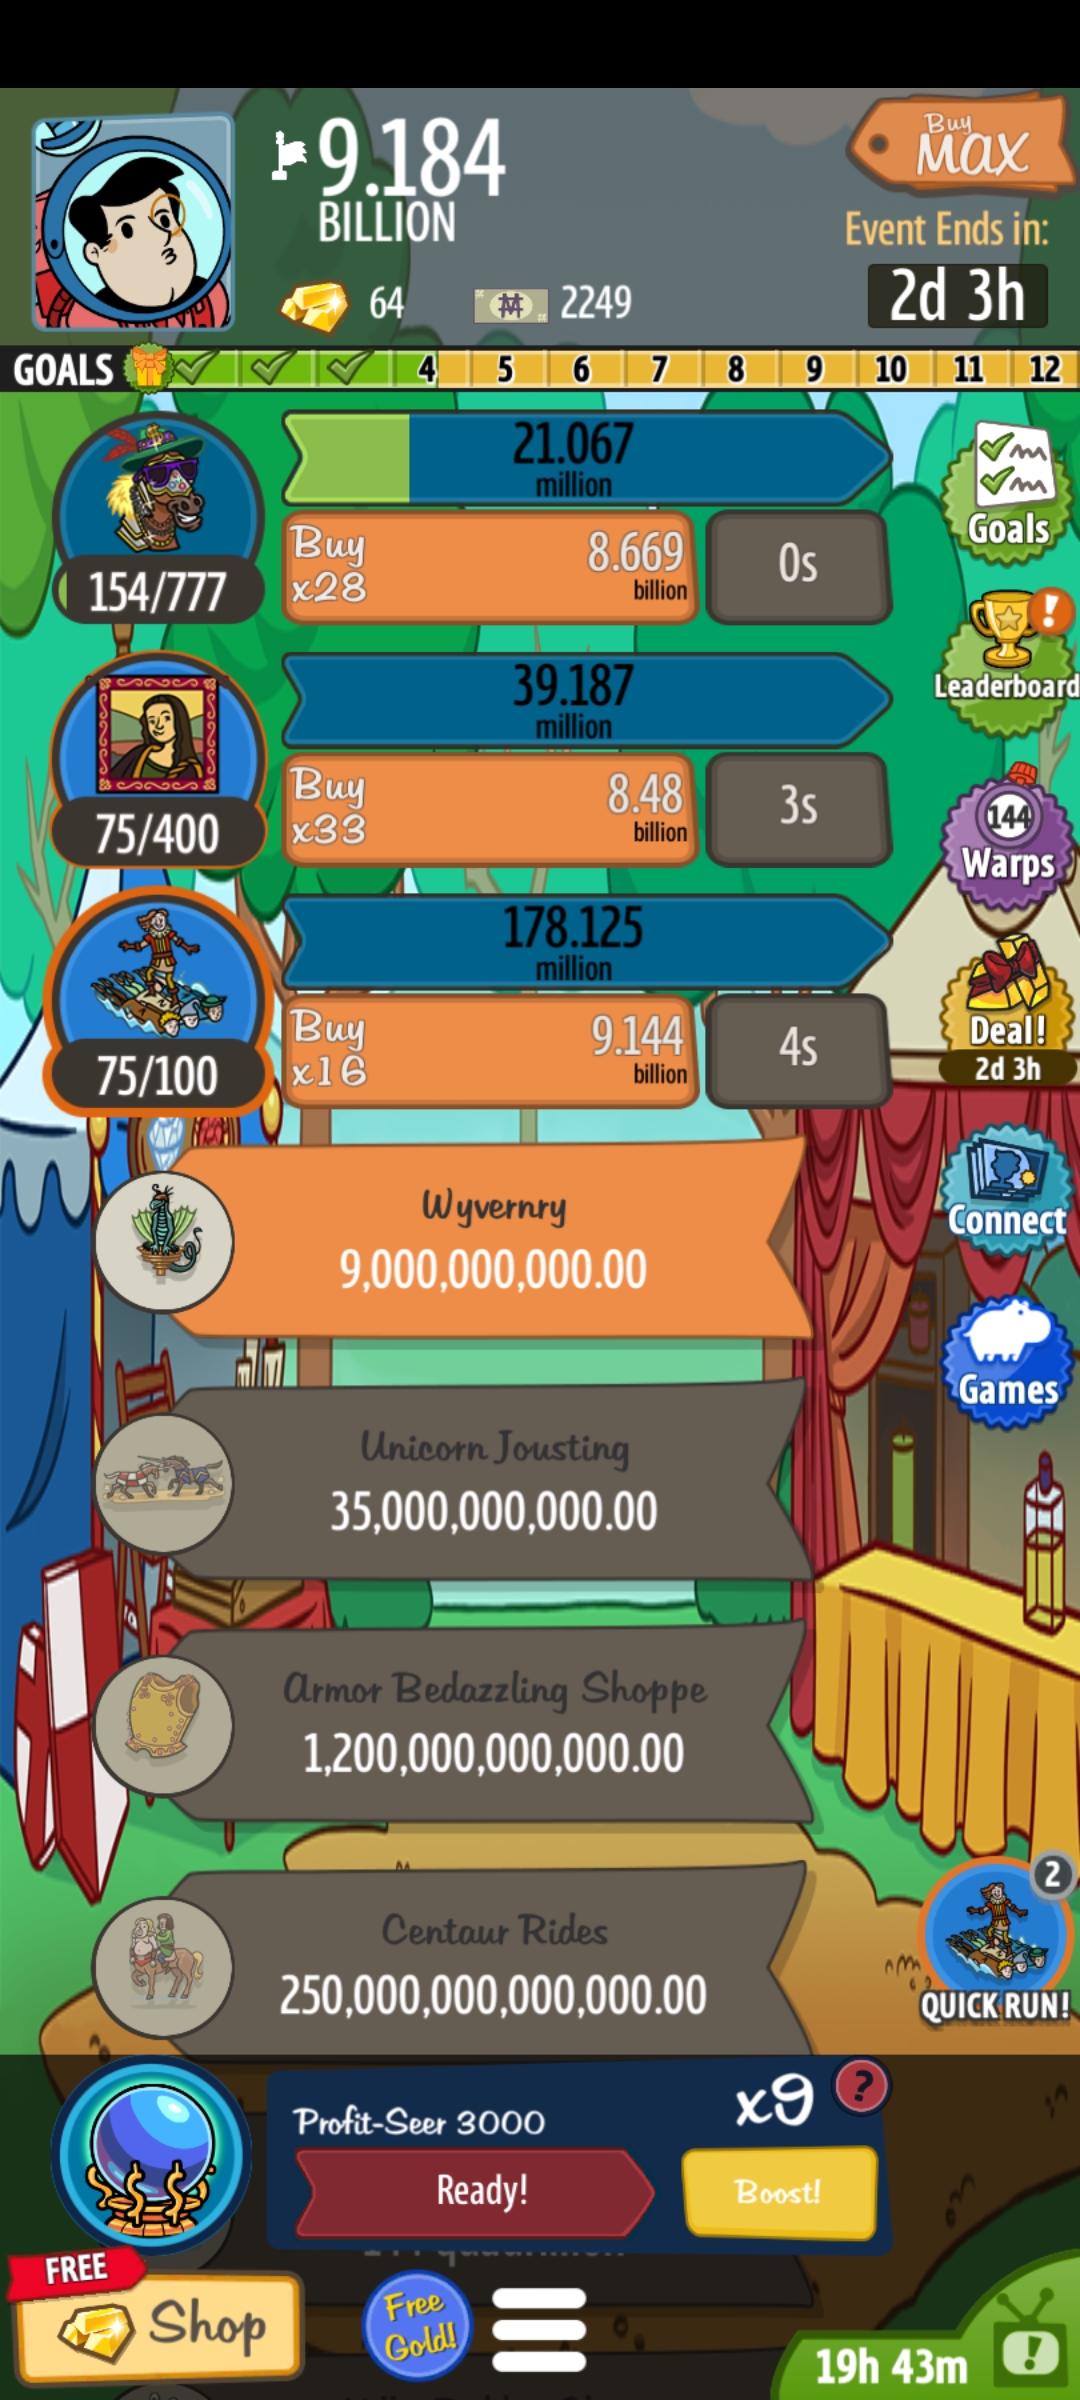 9.184
BILLION
64
2249
Buy
MAX
Event Ends in:
2d 3h
GOALS
4 5 6 7 8 9 10 11 12
21.067
million
Buy
x28
8.669
billion
0s
154/777
Goals
39.187
million
Buy
x33
8.48
billion
3s
75/400
Leaderboard
144
Warps
178.125
million
Buy
x16
9.144
billion
4s
75/100
Deal!
2d 3h
Wyvernry
9,000,000,000.00
Connect
Games
Unicorn Jousting
35,000,000,000.00
Armor Bedazzling Shoppe
1,200,000,000,000.00
Centaur Rides
250,000,000,000,000.00
2
QUICK RUN!
Profit-Seer 3000
x9
?
Ready!
Boost!
FREE
Shop
Free
Gold!
19h 43m